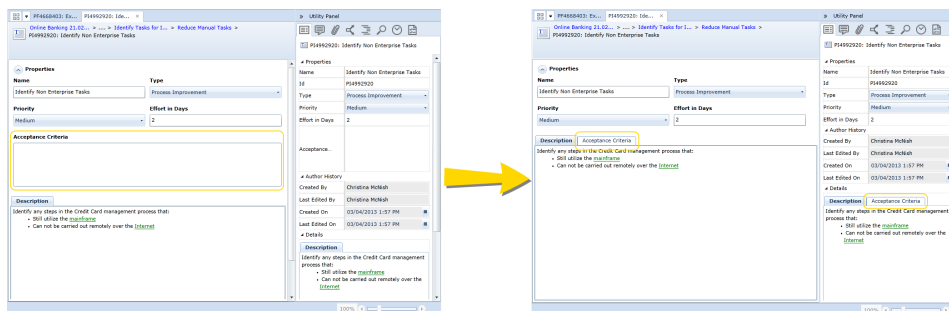 PF4668403: Ex... PI4992920: Ide... ×
Online Banking 21.02... > ... > Identify Tasks for I... > Reduce Manual Tasks >
PI4992920: Identify Non Enterprise Tasks
Properties
Name Type
Identify Non Enterprise Tasks Process Improvement
Priority Effort in Days
Medium 2
Acceptance Criteria
Description
Identify any steps in the Credit Card management process that:
• Still utilize the mainframe
• Can not be carried out remotely over the Internet
» Utility Panel
PI4992920: Identify Non Enterprise Tasks
Properties
Name Identify Non Enterprise Tasks
Id PI4992920
Type Process Improvement
Priority Medium
Effort in Days 2
Acceptance...
Author History
Created By Christina McNish
Last Edited By Christina McNish
Created On 03/04/2013 1:57 PM
Last Edited On 03/04/2013 1:57 PM
Details
Description
Identify any steps in the Credit Card management
process that:
• Still utilize the mainframe
• Can not be carried out remotely over the
Internet
100%
PF4668403: Ex... PI4992920: Ide... ×
Online Banking 21.02... > ... > Identify Tasks for I... > Reduce Manual Tasks >
PI4992920: Identify Non Enterprise Tasks
Properties
Name Type
Identify Non Enterprise Tasks Process Improvement
Priority Effort in Days
Medium 2
Description Acceptance Criteria
Identify any steps in the Credit Card management process that:
• Still utilize the mainframe
• Can not be carried out remotely over the Internet
» Utility Panel
PI4992920: Identify Non Enterprise Tasks
Properties
Name Identify Non Enterprise Tasks
Id PI4992920
Type Process Improvement
Priority Medium
Effort in Days 2
Author History
Created By Christina McNish
Last Edited By Christina McNish
Created On 03/04/2013 1:57 PM
Last Edited On 03/04/2013 1:57 PM
Details
Description Acceptance Criteria
Identify any steps in the Credit Card management
process that:
• Still utilize the mainframe
• Can not be carried out remotely over the
Internet
100%